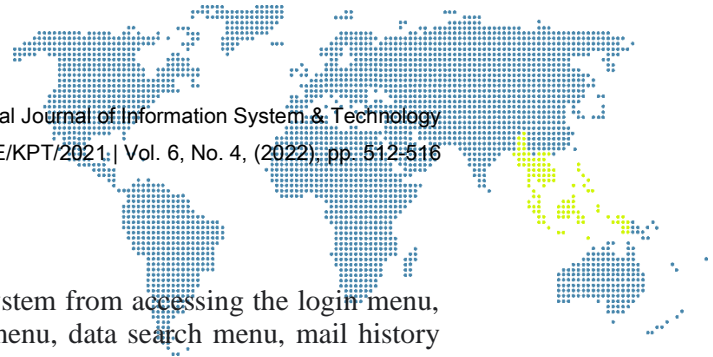 al Journal of Information System & Technology
E/KPT/2021 | Vol. 6, No. 4, (2022), pp. 512-516
stem from accessing the login menu,
menu, data search menu, mail history